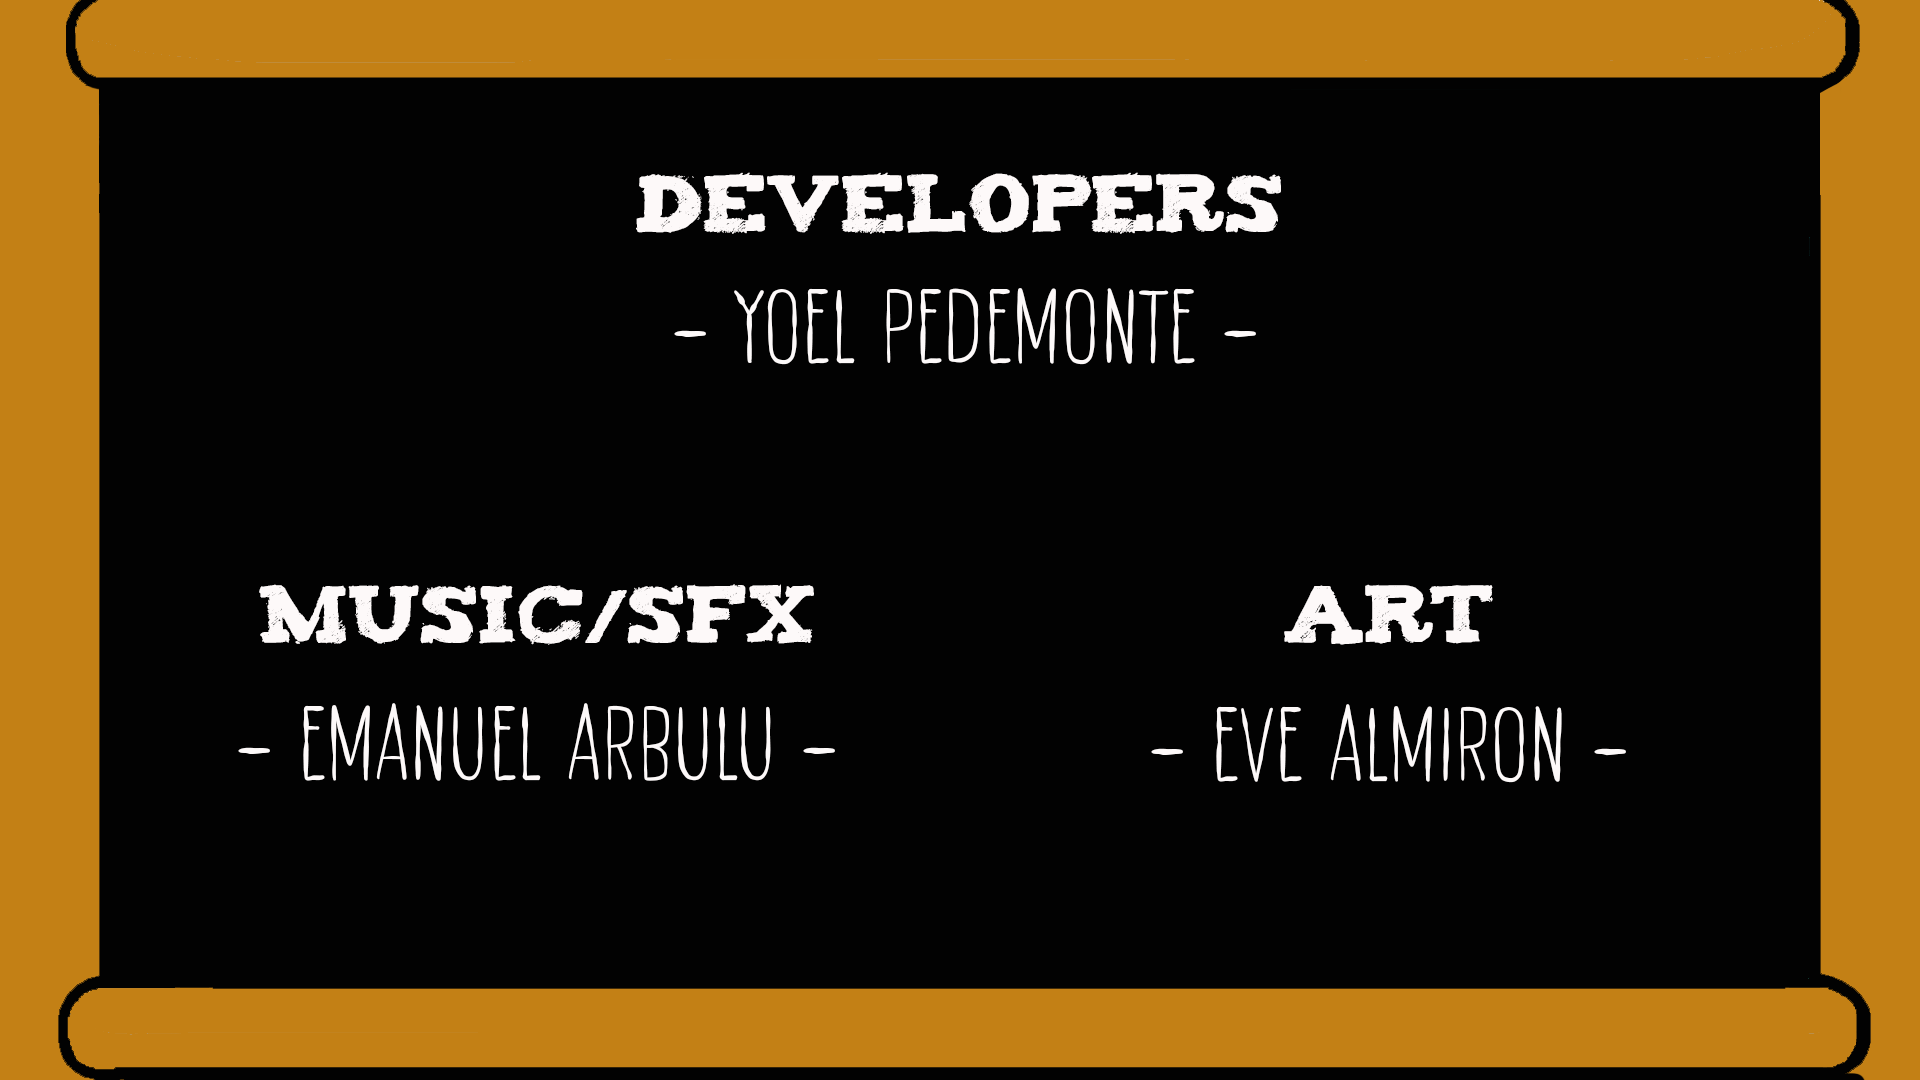 DEVELOPERS
- YOEL PEDEMONTE -
MUSIC/SFX
- EMANUEL ARBULU -
ART
- EVE ALMIRON -